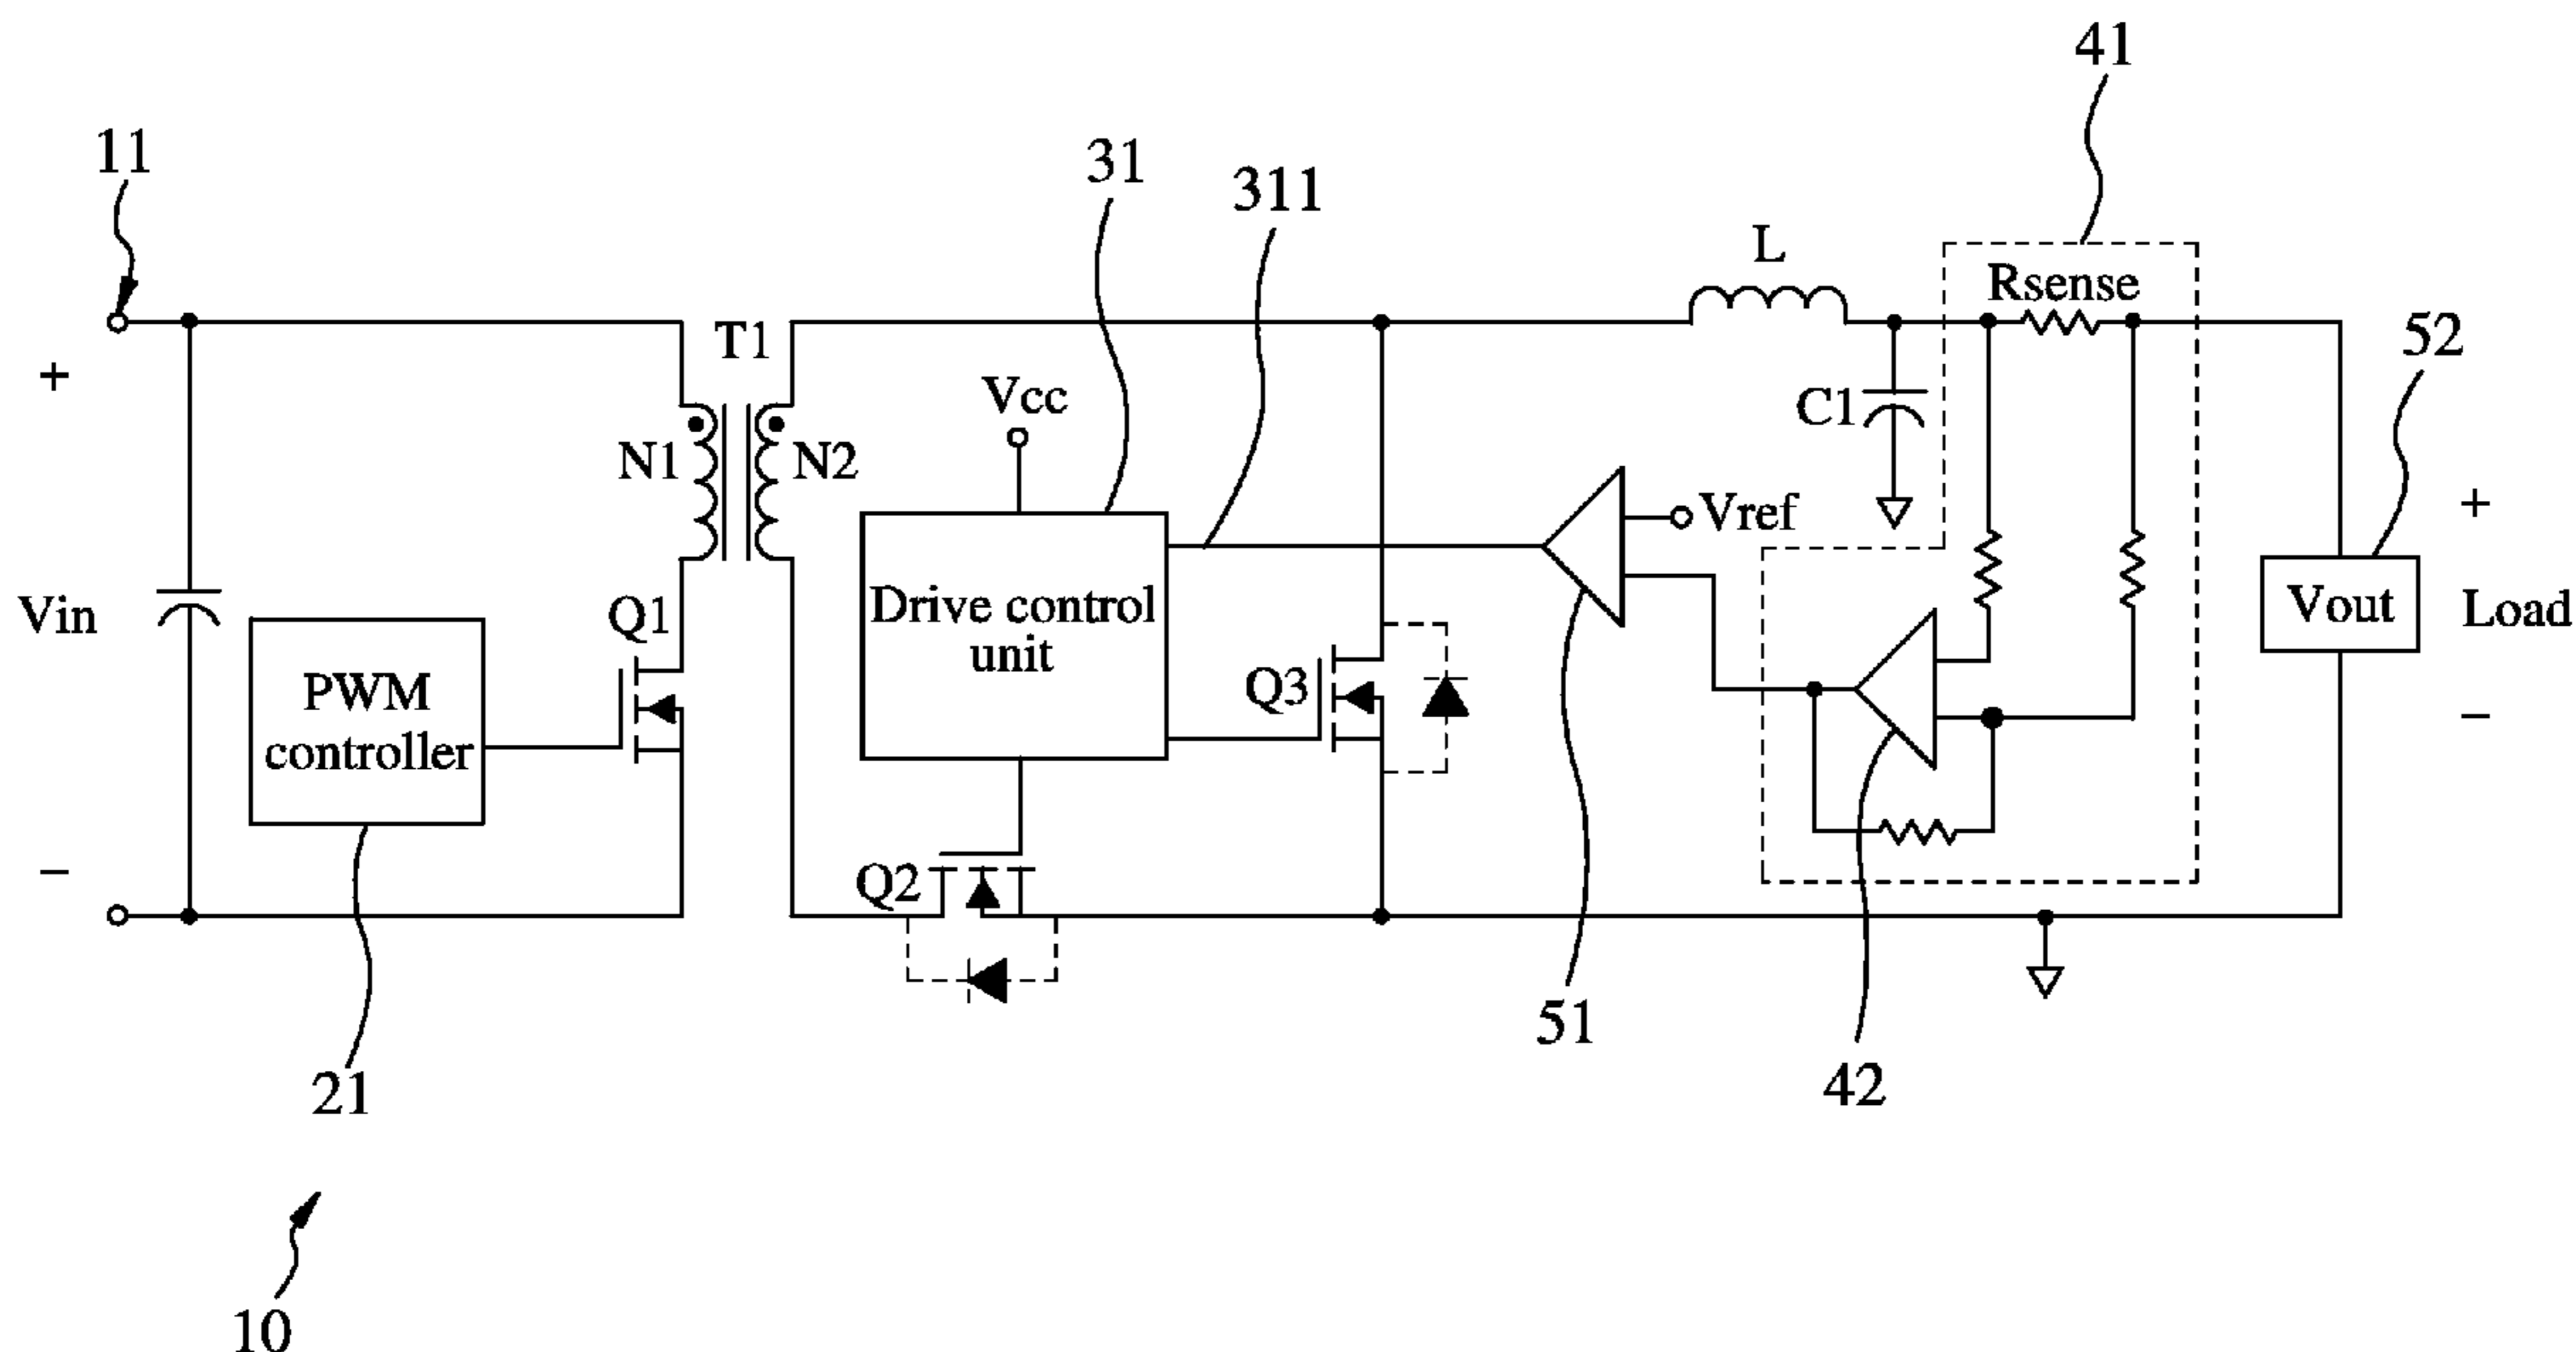 41
11
31
311
L
Rsense
T1
52
Vcc
+
C1
N1
N2
Vref
+
Drive control
unit
Vin
Q1
Vout
Load
PWM
controller
Q3
−
Q2
−
51
42
21
10